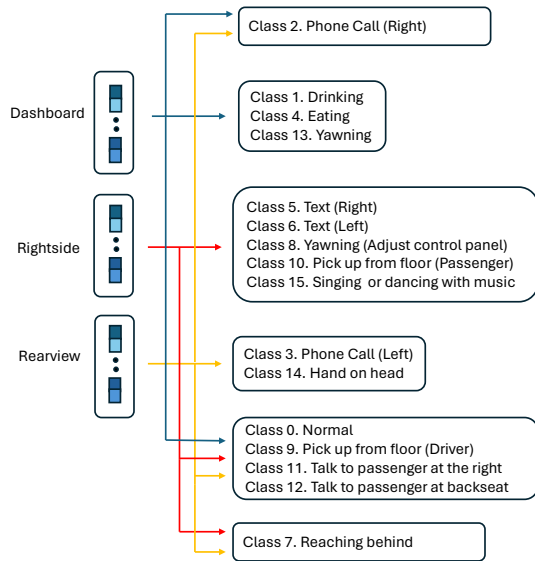 Class 2. Phone Call (Right)
Dashboard
Class 1. Drinking
Class 4. Eating
Class 13. Yawning
Rightside
Class 5. Text (Right)
Class 6. Text (Left)
Class 8. Yawning (Adjust control panel)
Class 10. Pick up from floor (Passenger)
Class 15. Singing or dancing with music
Rearview
Class 3. Phone Call (Left)
Class 14. Hand on head
Class 0. Normal
Class 9. Pick up from floor (Driver)
Class 11. Talk to passenger at the right
Class 12. Talk to passenger at backseat
Class 7. Reaching behind